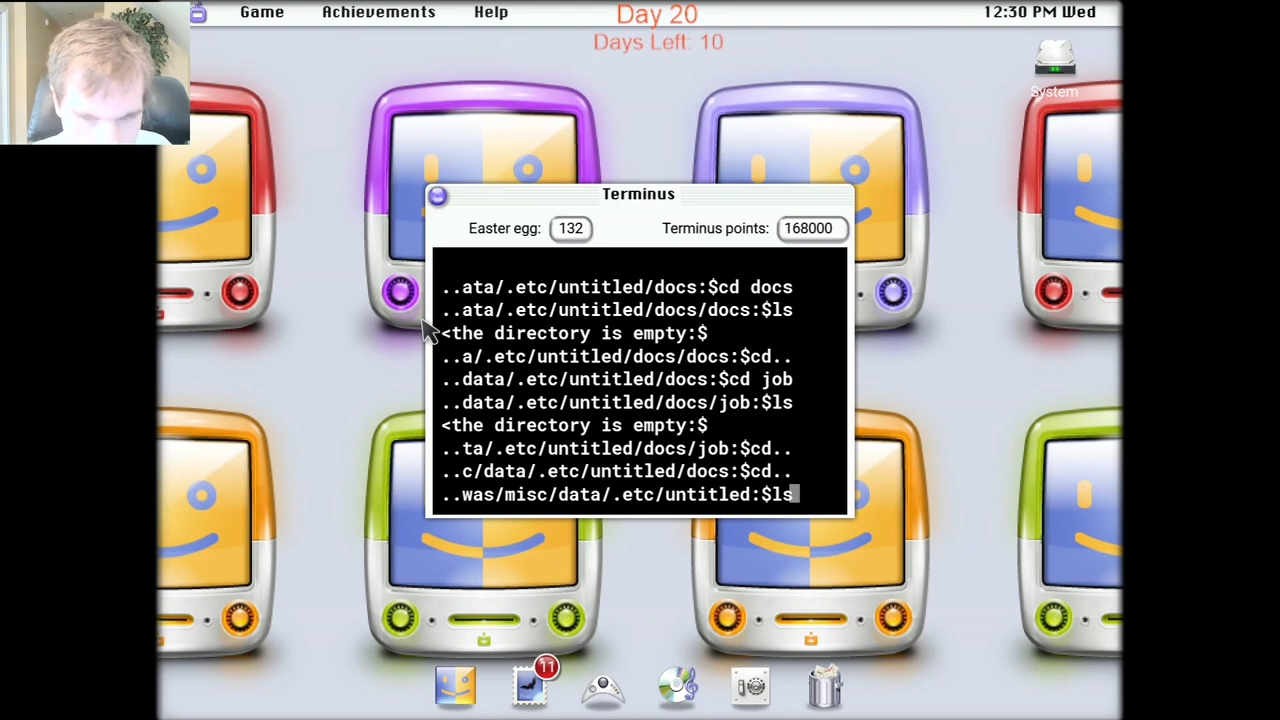 Game Achievements Help Day 20 12:30 PM Wed
Days Left: 10
System
Terminus
Easter egg: 132 Terminus points: 168000
..ata/.etc/untitled/docs:$cd docs
..ata/.etc/untitled/docs/docs:$ls
<the directory is empty:$
..a/.etc/untitled/docs/docs:$cd..
..data/.etc/untitled/docs:$cd job
..data/.etc/untitled/docs/job:$ls
<the directory is empty:$
..ta/.etc/untitled/docs/job:$cd..
..c/data/.etc/untitled/docs:$cd..
..was/misc/data/.etc/untitled:$ls
11